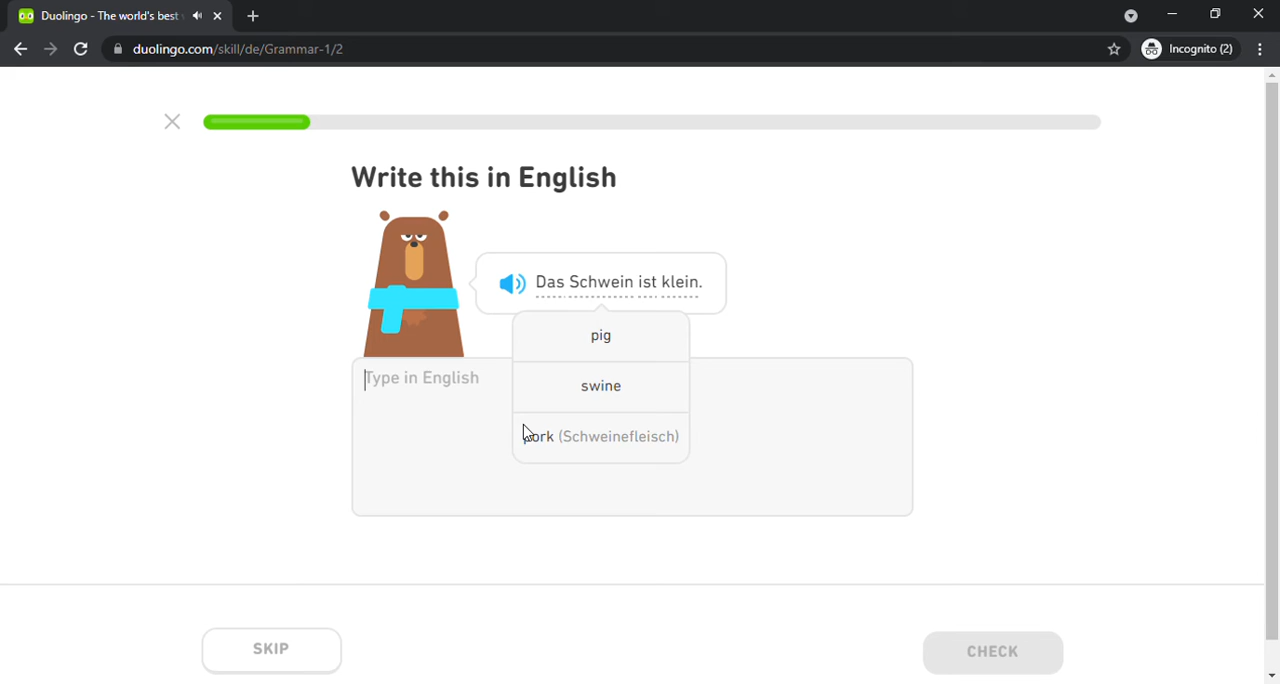 Duolingo - The world's best
duolingo.com/skill/de/Grammar-1/2
Incognito (2)
Write this in English
Das Schwein ist klein.
pig
swine
Type in English
pork (Schweinefleisch)
SKIP
CHECK